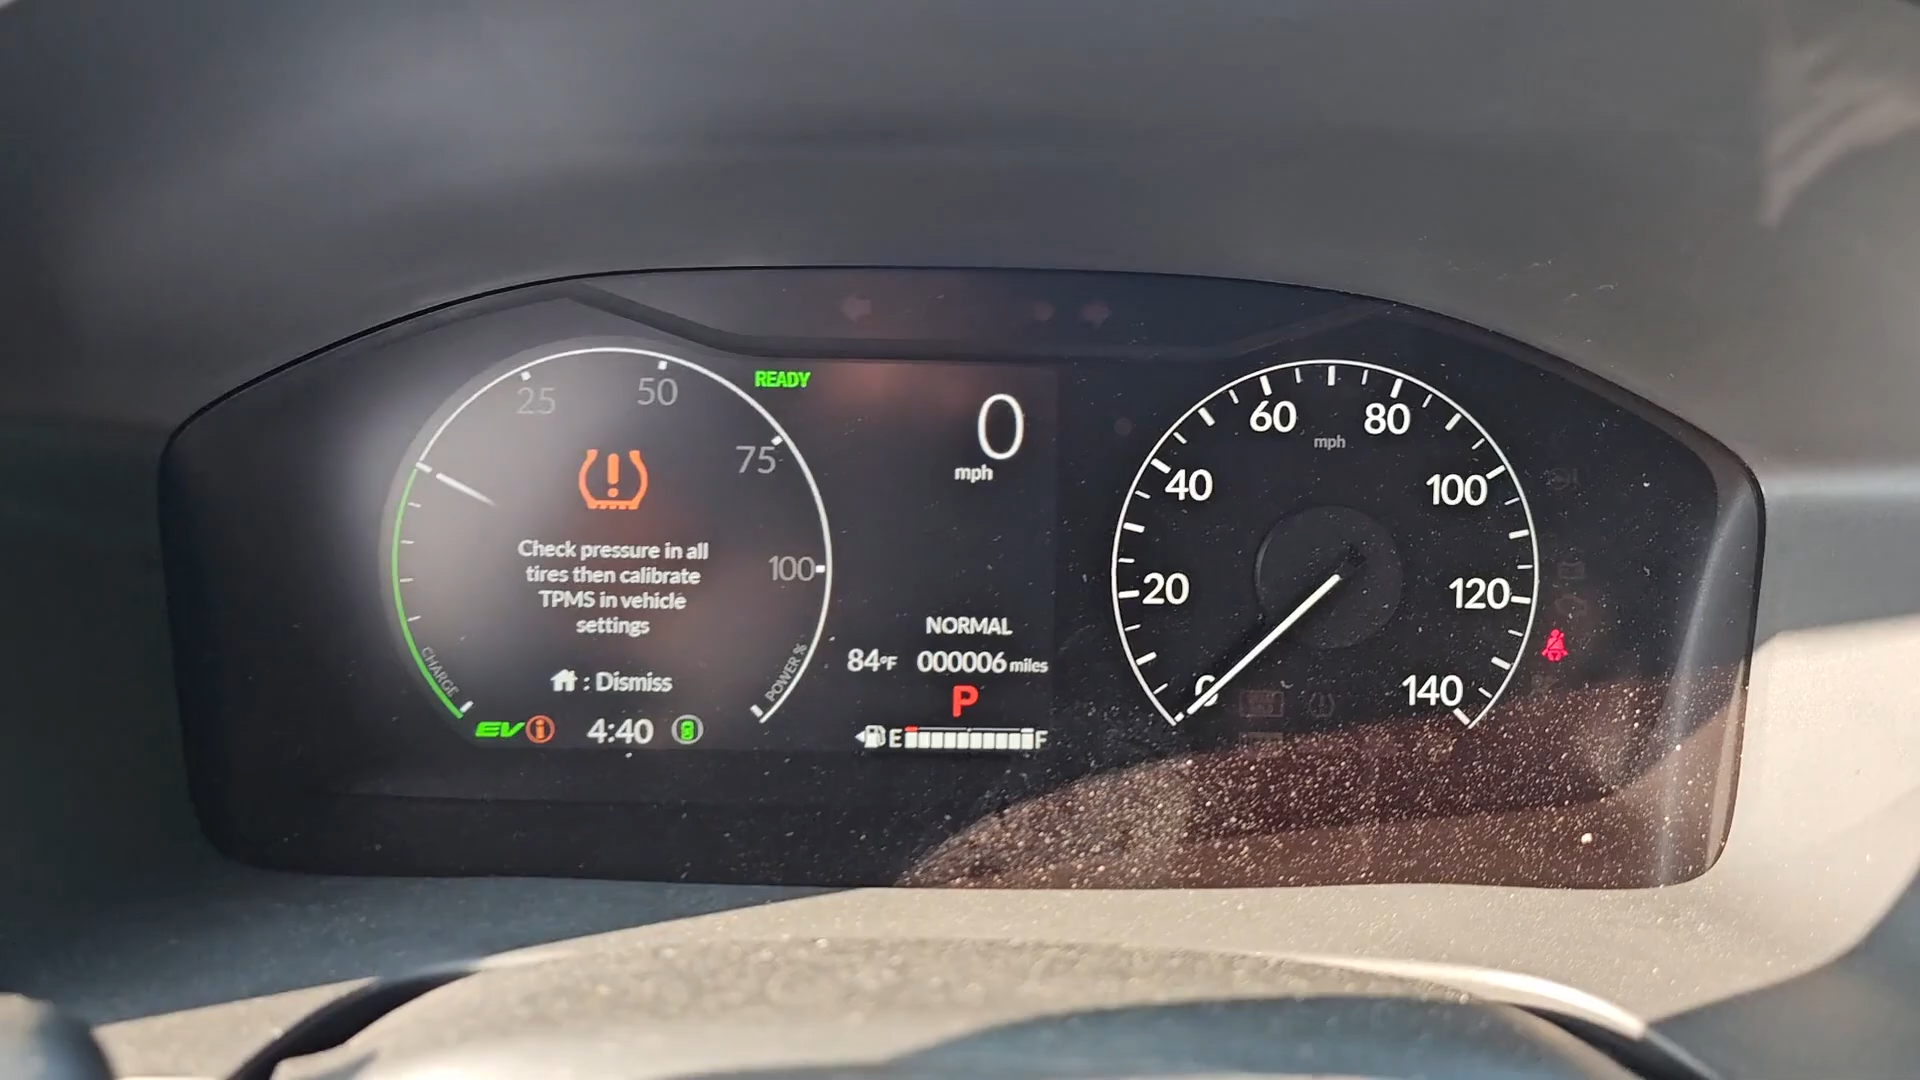 25
50
75
100
READY
Check pressure in all
tires then calibrate
TPMS in vehicle
settings
: Dismiss
CHARGE
POWER %
EV
4:40
0
mph
NORMAL
84°F 000006 miles
P
E F
0
20
40
60
80
100
120
140
mph